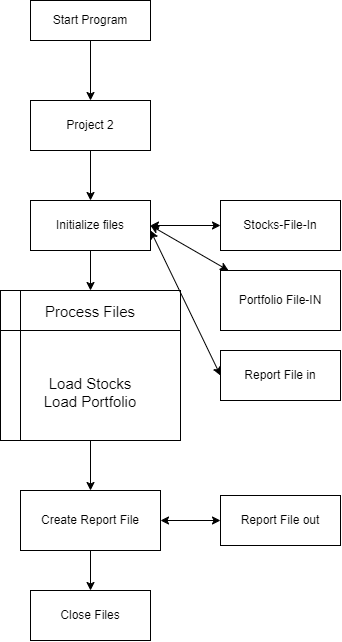 Start Program
Project 2
Initialize files
Stocks-File-In
Portfolio File-IN
Process Files
Report File in
Load Stocks
Load Portfolio
Create Report File
Report File out
Close Files